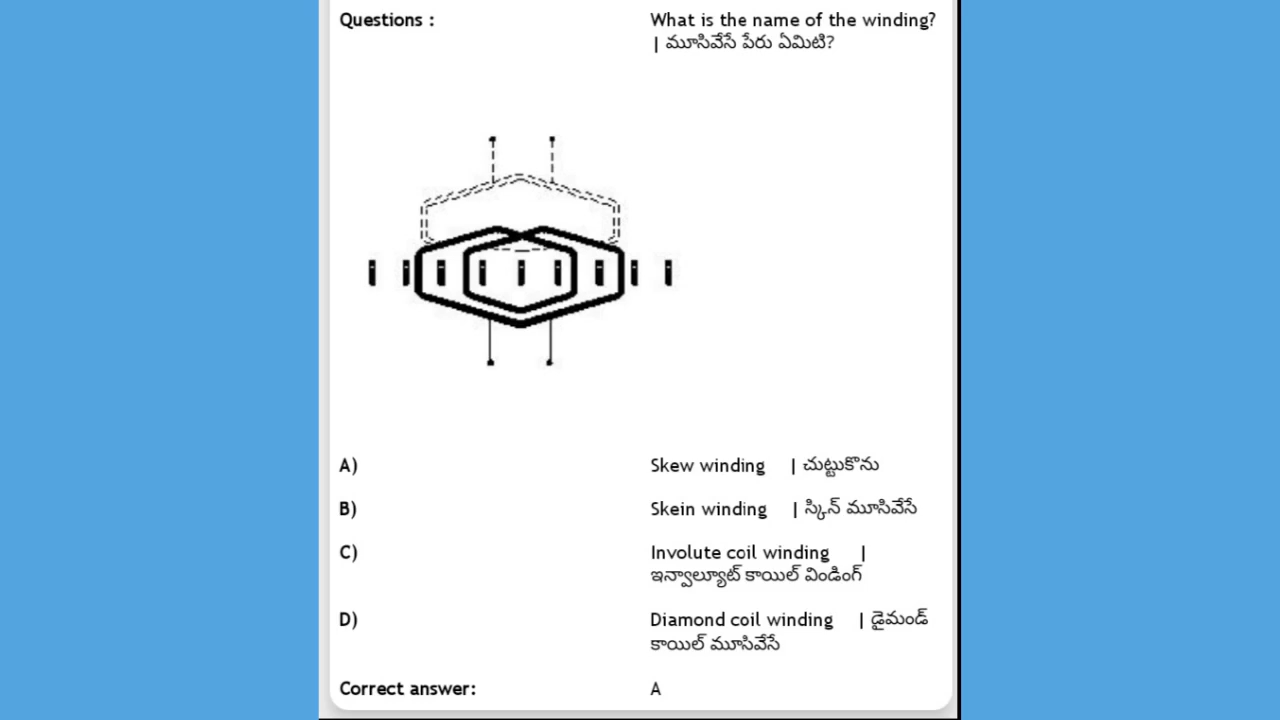 Questions : What is the name of the winding?
| మూసివేసే పేరు ఏమిటి?
A) Skew winding | చుట్టుకొను
B) Skein winding | స్కిన్ మూసివేసే
C) Involute coil winding |
ఇన్వాల్యూట్ కాయిల్ విండింగ్
D) Diamond coil winding | డైమండ్
కాయిల్ మూసివేసే
Correct answer: A